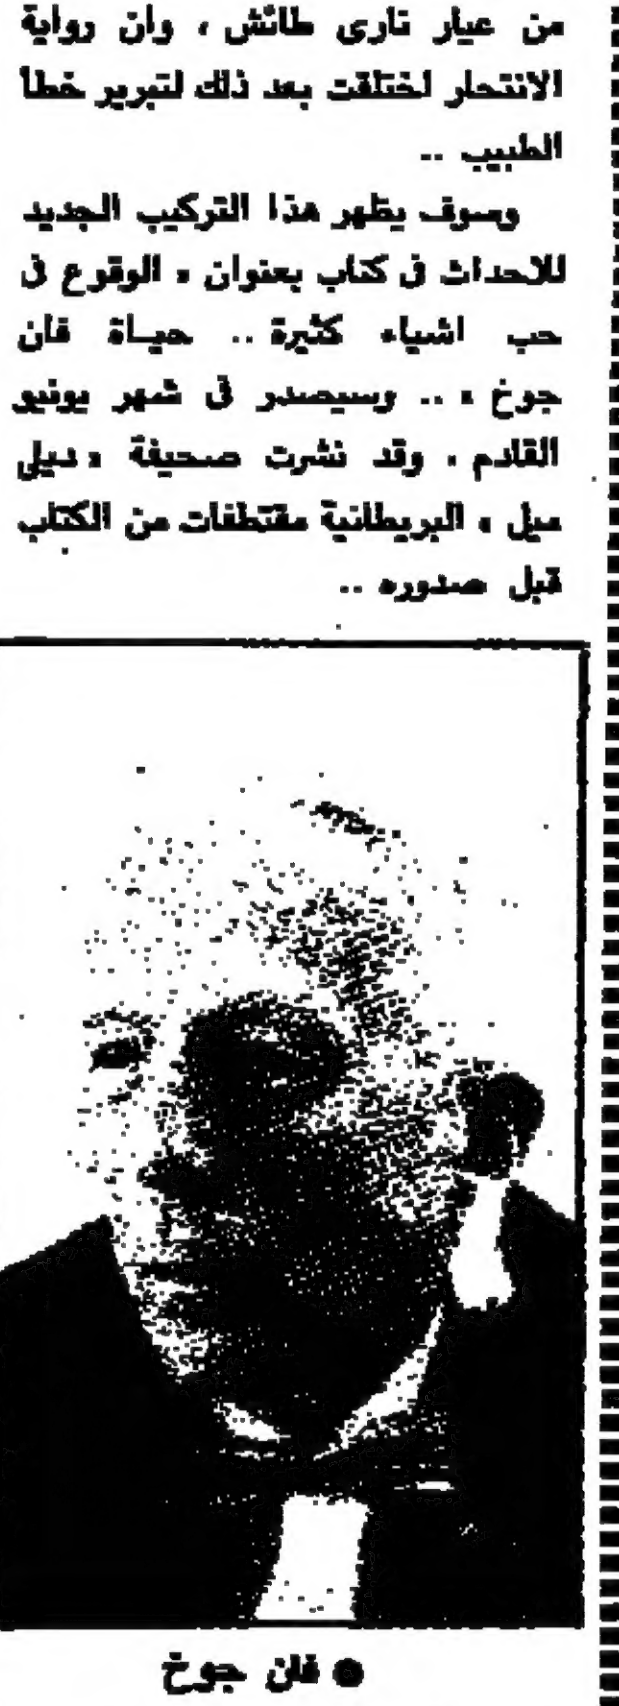 من عيار نارى طائش ، وان رواية
الانتحار اختلقت بعد ذلك لتبرير خطأ
الطبيب ..
وسوف يظهر هذا التركيب الجديد
للاحداث فى كتاب بعنوان « الوقوع فى
حب اشياء كثيرة .. حياة فان
جوخ » .. وسيصدر فى شهر يونيو
القادم . وقد نشرت صحيفة « ديلى
ميل » البريطانية مقتطفات من الكتاب
قبل صدوره ..
● فان جوخ